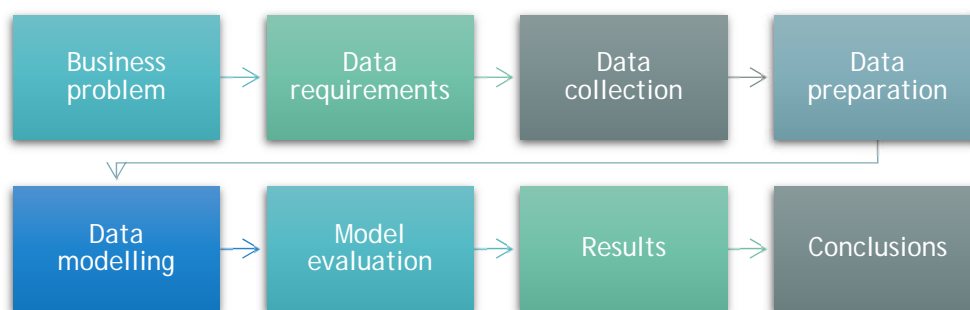 Business
problem
Data
requirements
Data
collection
Data
preparation
Data
modelling
Model
evaluation
Results
Conclusions